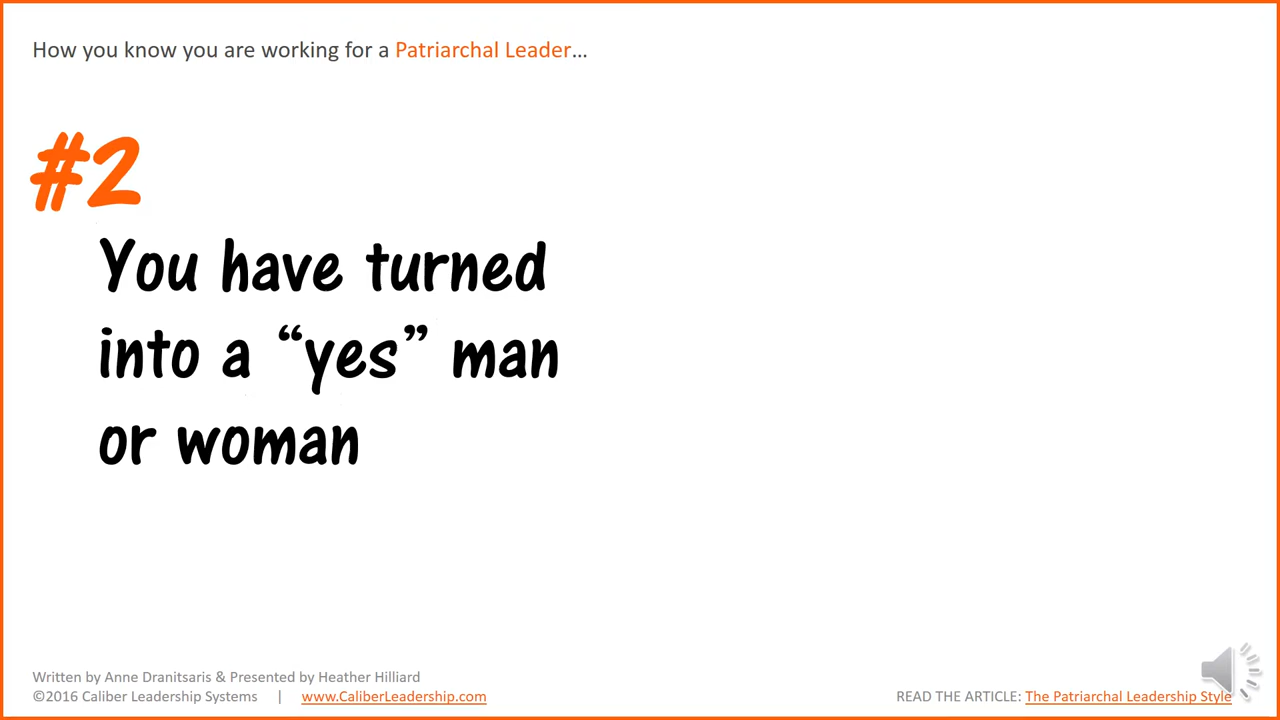 How you know you are working for a Patriarchal Leader...
#2
You have turned
into a “yes” man
or woman
Written by Anne Dranitsaris & Presented by Heather Hilliard
©2016 Caliber Leadership Systems | www.CaliberLeadership.com
READ THE ARTICLE: The Patriarchal Leadership Style